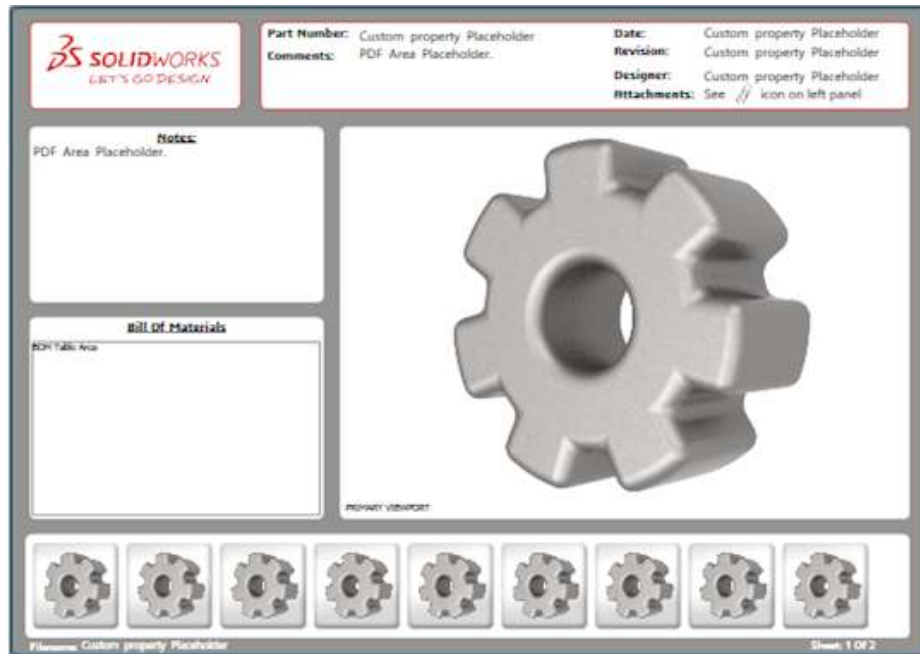 3S SOLIDWORKS
LET'S GO DESIGN
Part Number: Custom property Placeholder
Comments: PDF Area Placeholder.
Date: Custom property Placeholder
Revision: Custom property Placeholder
Designer: Custom property Placeholder
Attachments: See icon on left panel
Notes:
PDF Area Placeholder.
Bill Of Materials
BOM Table Area
PRIMARY VIEWPORT
Filename: Custom property Placeholder
Sheet: 1 Of 2